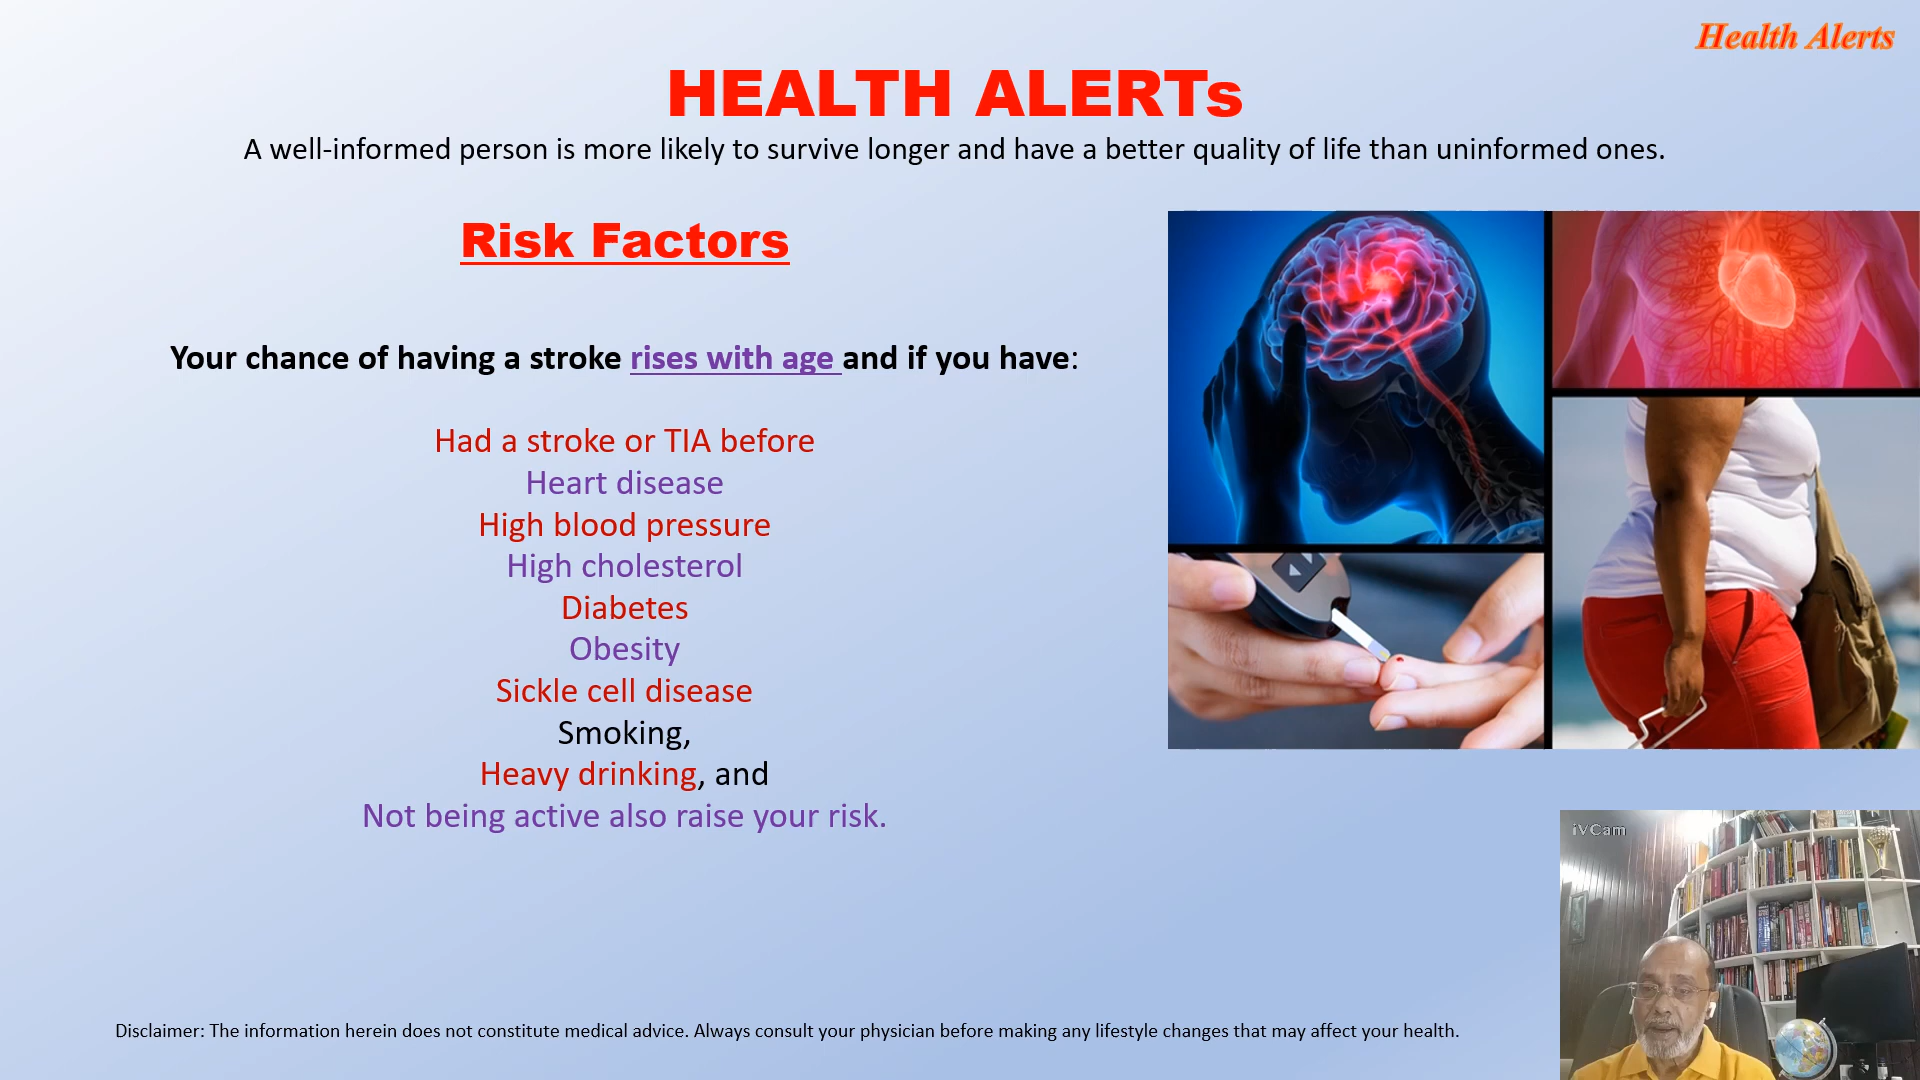 Health Alerts
HEALTH ALERTs
A well-informed person is more likely to survive longer and have a better quality of life than uninformed ones.
Risk Factors
Your chance of having a stroke rises with age and if you have:
Had a stroke or TIA before
Heart disease
High blood pressure
High cholesterol
Diabetes
Obesity
Sickle cell disease
Smoking,
Heavy drinking, and
Not being active also raise your risk.
iVCam
Disclaimer: The information herein does not constitute medical advice. Always consult your physician before making any lifestyle changes that may affect your health.